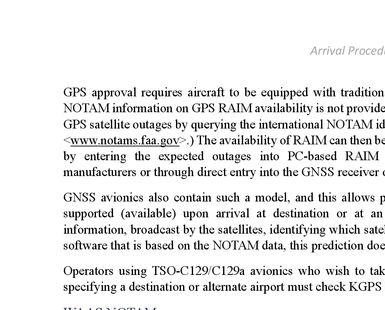 Arrival Proced
GPS approval requires aircraft to be equipped with tradition
NOTAM information on GPS RAIM availability is not provide
GPS satellite outages by querying the international NOTAM id
<www.notams.faa.gov>.) The availability of RAIM can then be
by entering the expected outages into PC-based RAIM
manufacturers or through direct entry into the GNSS receiver
GNSS avionics also contain such a model, and this allows p
supported (available) upon arrival at destination or at an
information, broadcast by the satellites, identifying which sate
software that is based on the NOTAM data, this prediction doe
Operators using TSO-C129/C129a avionics who wish to tak
specifying a destination or alternate airport must check KGPS
WAAS NOTAM